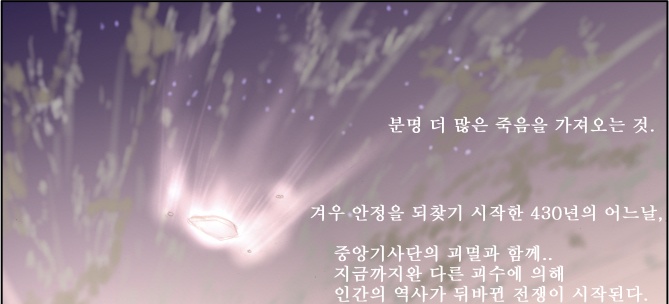 분명 더 많은 죽음을 가져오는 것.
겨우 안정을 되찾기 시작한 430년의 어느날,
중앙기사단의 괴멸과 함께..
지금까지완 다른 괴수에 의해
인간의 역사가 뒤바뀐 전쟁이 시작된다.